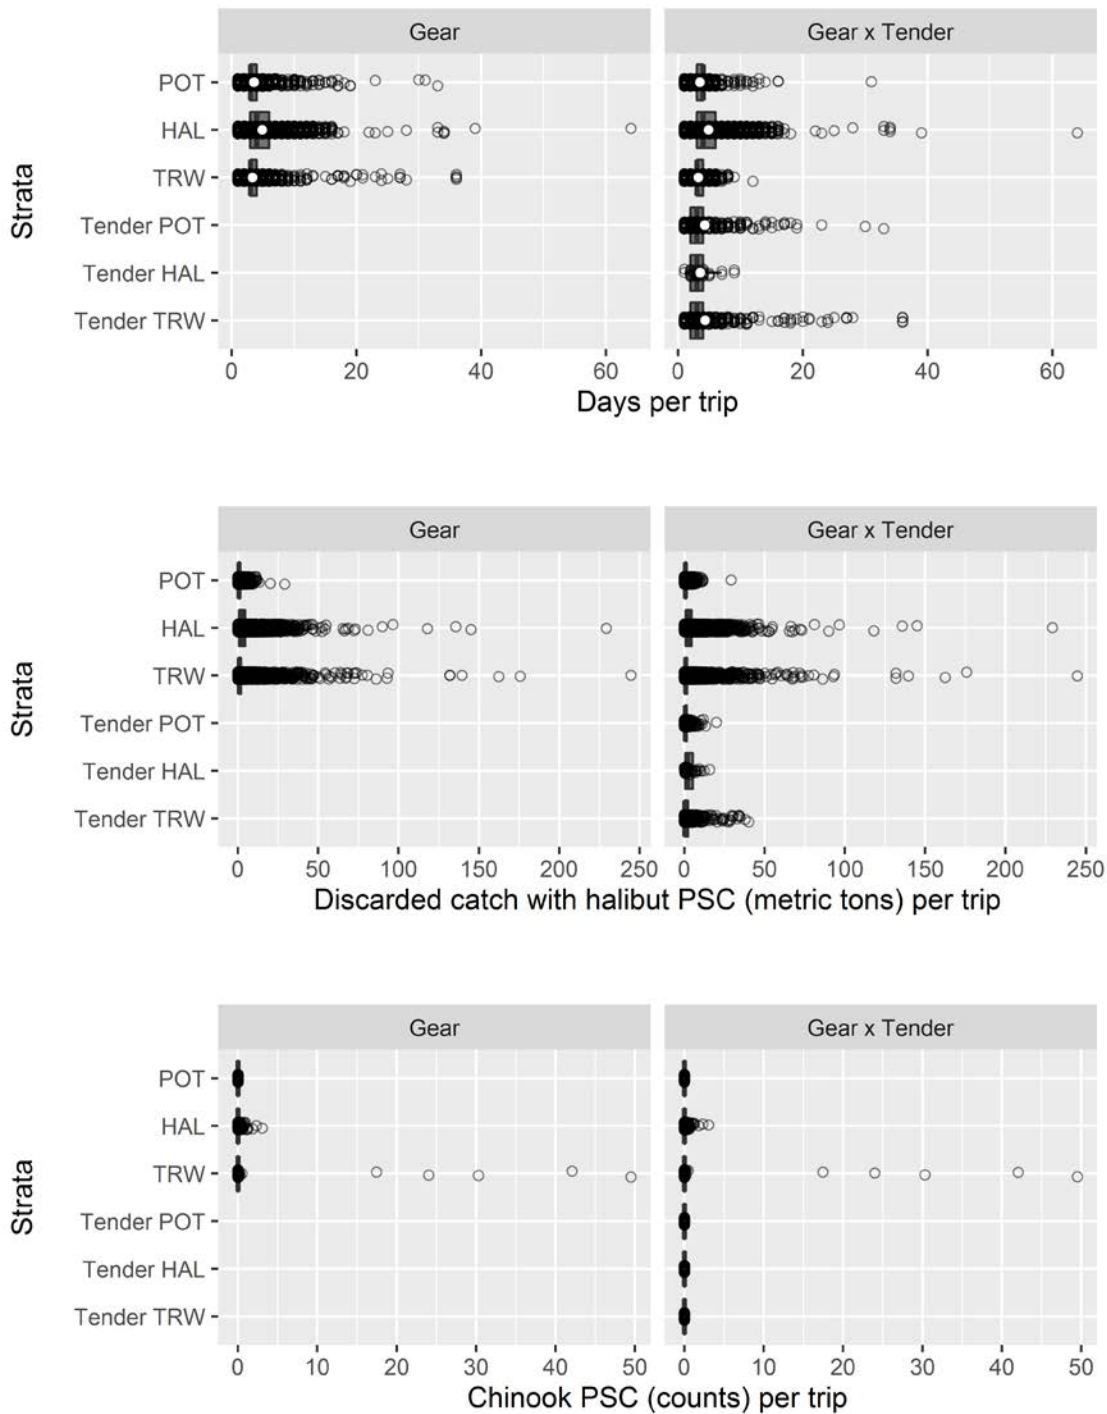 Gear
Gear x Tender
Strata
POT
HAL
TRW
Tender POT
Tender HAL
Tender TRW
0 20 40 60
0 20 40 60
Days per trip
Gear
Gear x Tender
Strata
POT
HAL
TRW
Tender POT
Tender HAL
Tender TRW
0 50 100 150 200 250
0 50 100 150 200 250
Discarded catch with halibut PSC (metric tons) per trip
Gear
Gear x Tender
Strata
POT
HAL
TRW
Tender POT
Tender HAL
Tender TRW
0 10 20 30 40 50
0 10 20 30 40 50
Chinook PSC (counts) per trip